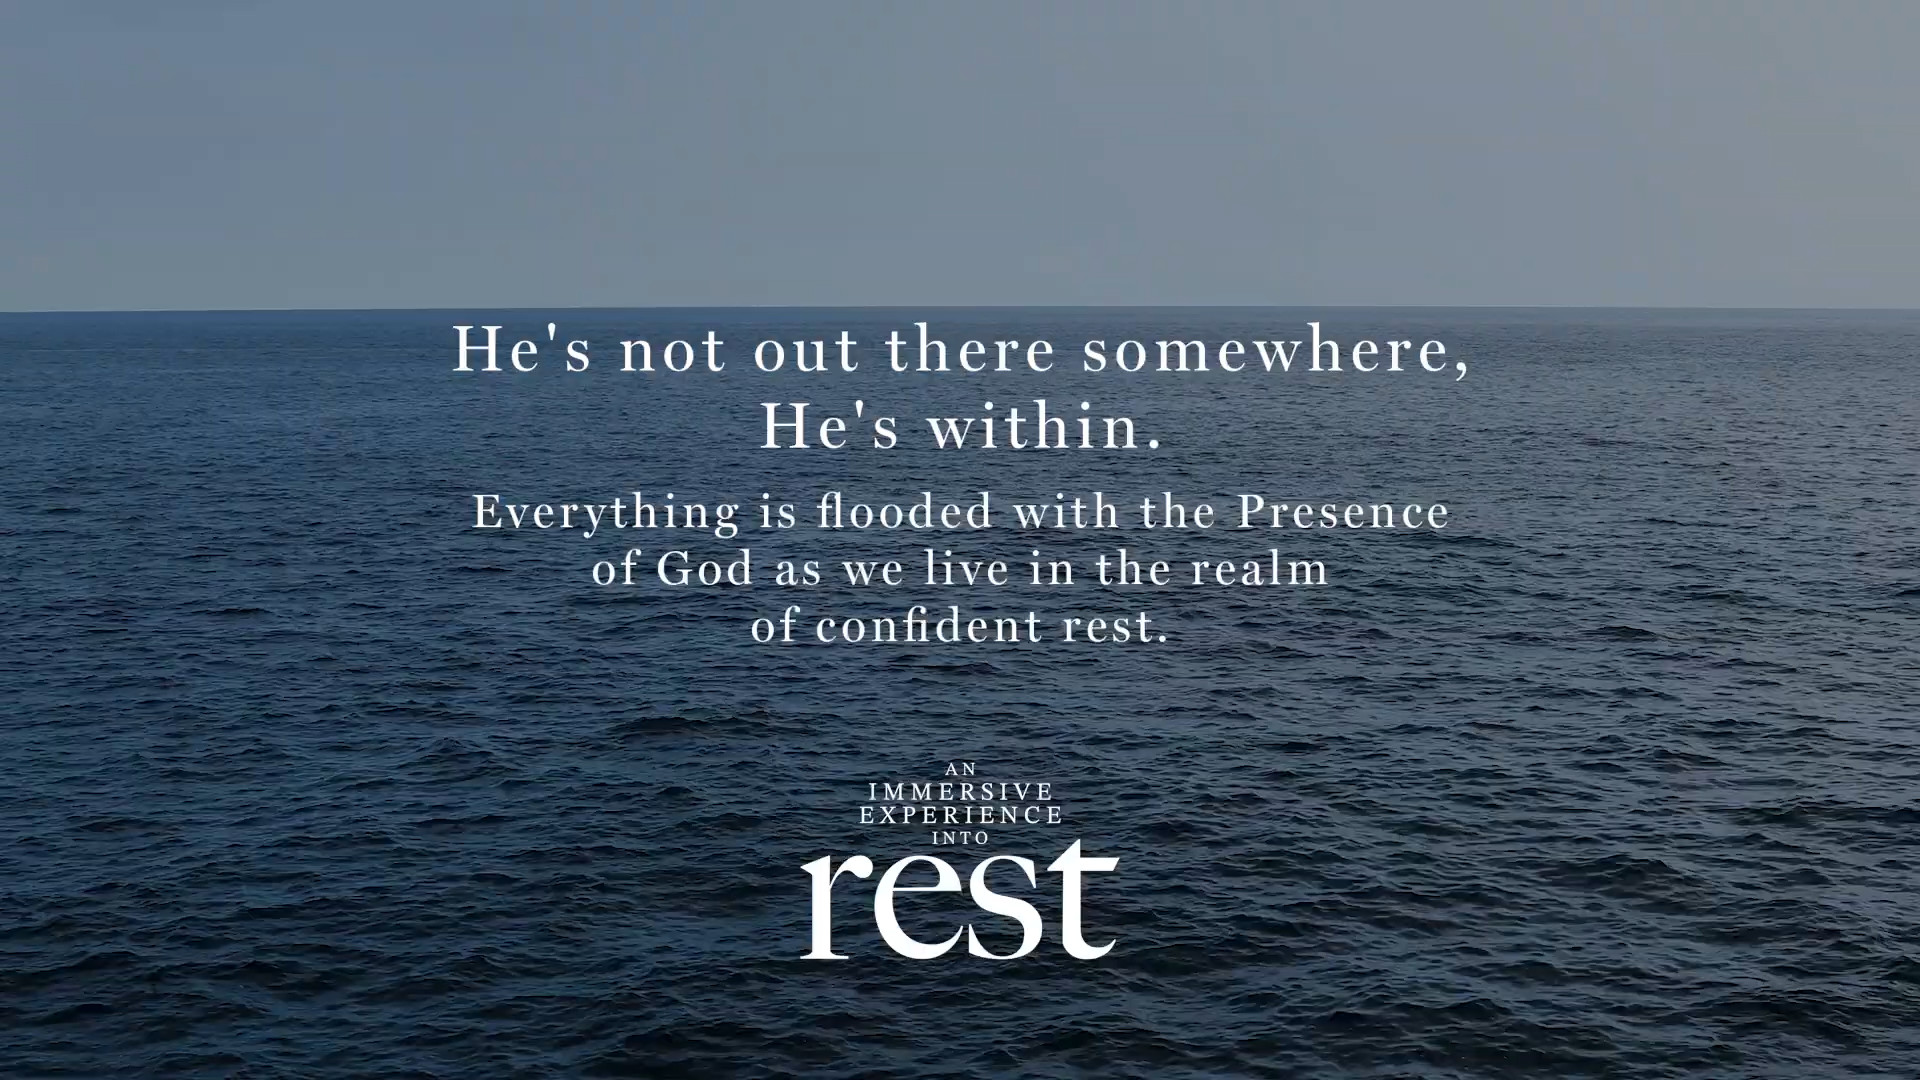 He's not out there somewhere,
He's within.
Everything is flooded with the Presence
of God as we live in the realm
of confident rest.
AN
IMMERSIVE
EXPERIENCE
INTO
rest